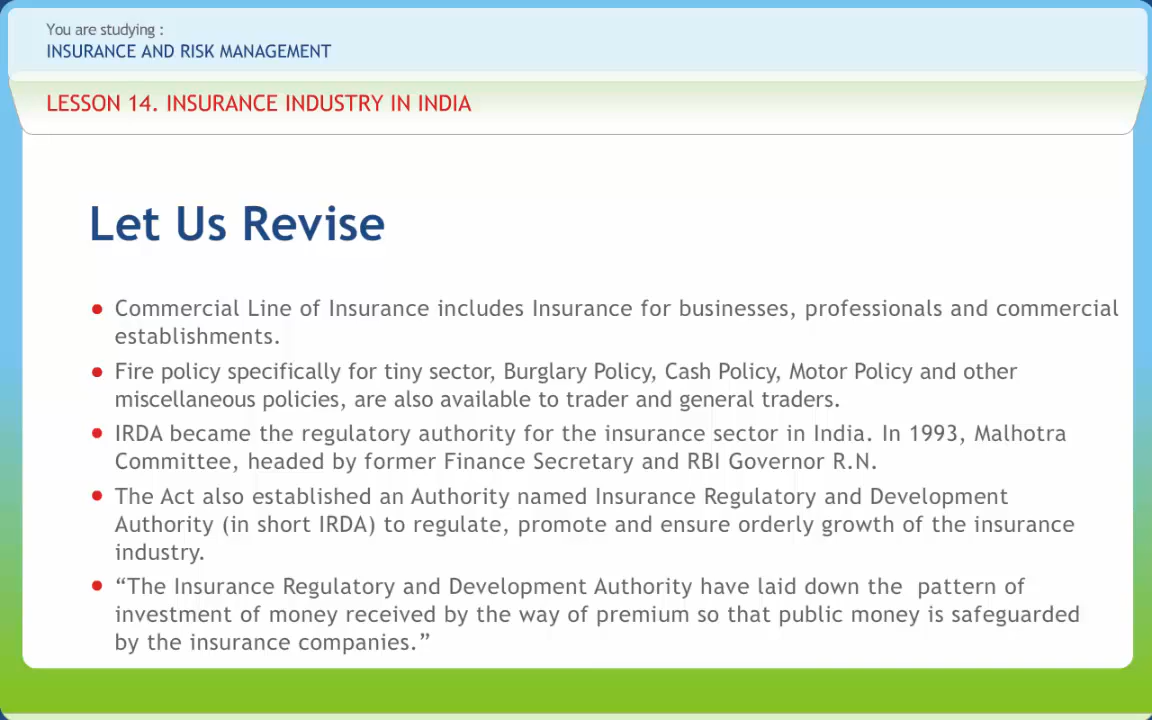 You are studying :
INSURANCE AND RISK MANAGEMENT
LESSON 14. INSURANCE INDUSTRY IN INDIA
Let Us Revise
• Commercial Line of Insurance includes Insurance for businesses, professionals and commercial
establishments.
• Fire policy specifically for tiny sector, Burglary Policy, Cash Policy, Motor Policy and other
miscellaneous policies, are also available to trader and general traders.
• IRDA became the regulatory authority for the insurance sector in India. In 1993, Malhotra
Committee, headed by former Finance Secretary and RBI Governor R.N.
• The Act also established an Authority named Insurance Regulatory and Development
Authority (in short IRDA) to regulate, promote and ensure orderly growth of the insurance
industry.
• “The Insurance Regulatory and Development Authority have laid down the pattern of
investment of money received by the way of premium so that public money is safeguarded
by the insurance companies.”